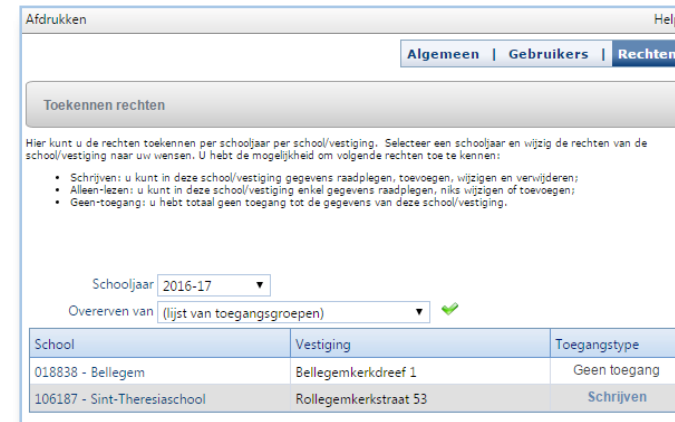 Afdrukken Help
Algemeen | Gebruikers | Rechten
Toekennen rechten
Hier kunt u de rechten toekennen per schooljaar per school/vestiging. Selecteer een schooljaar en wijzig de rechten van de
school/vestiging naar uw wensen. U hebt de mogelijkheid om volgende rechten toe te kennen:
• Schrijven: u kunt in deze school/vestiging gegevens raadplegen, toevoegen, wijzigen en verwijderen;
• Alleen-lezen: u kunt in deze school/vestiging enkel gegevens raadplegen, niks wijzigen of toevoegen;
• Geen-toegang: u hebt totaal geen toegang tot de gegevens van deze school/vestiging.
Schooljaar 2016-17
Overerven van (lijst van toegangsgroepen)
School Vestiging Toegangstype
018838 - Bellegem Bellegemkerkdreef 1 Geen toegang
106187 - Sint-Theresiaschool Rollegemkerkstraat 53 Schrijven